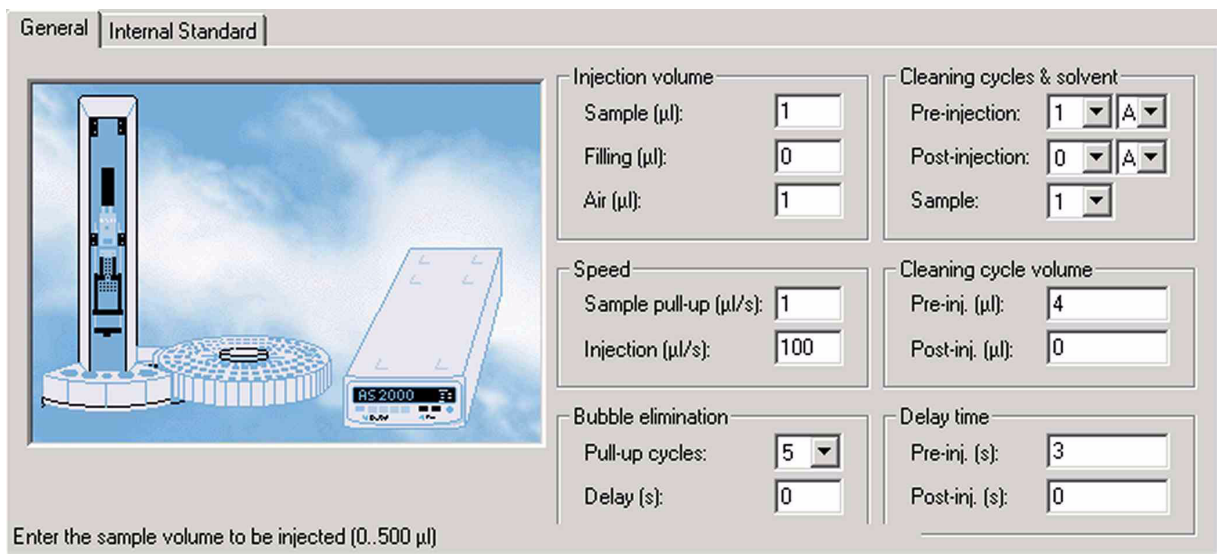 General
Internal Standard
AS2000
Injection volume
Sample (µl): 1
Filling (µl): 0
Air (µl): 1
Cleaning cycles & solvent
Pre-injection: 1 A
Post-injection: 0 A
Sample: 1
Speed
Sample pull-up (µl/s): 1
Injection (µl/s): 100
Cleaning cycle volume
Pre-inj. (µl): 4
Post-inj. (µl): 0
Bubble elimination
Pull-up cycles: 5
Delay (s): 0
Delay time
Pre-inj. (s): 3
Post-inj. (s): 0
Enter the sample volume to be injected (0..500 µl)